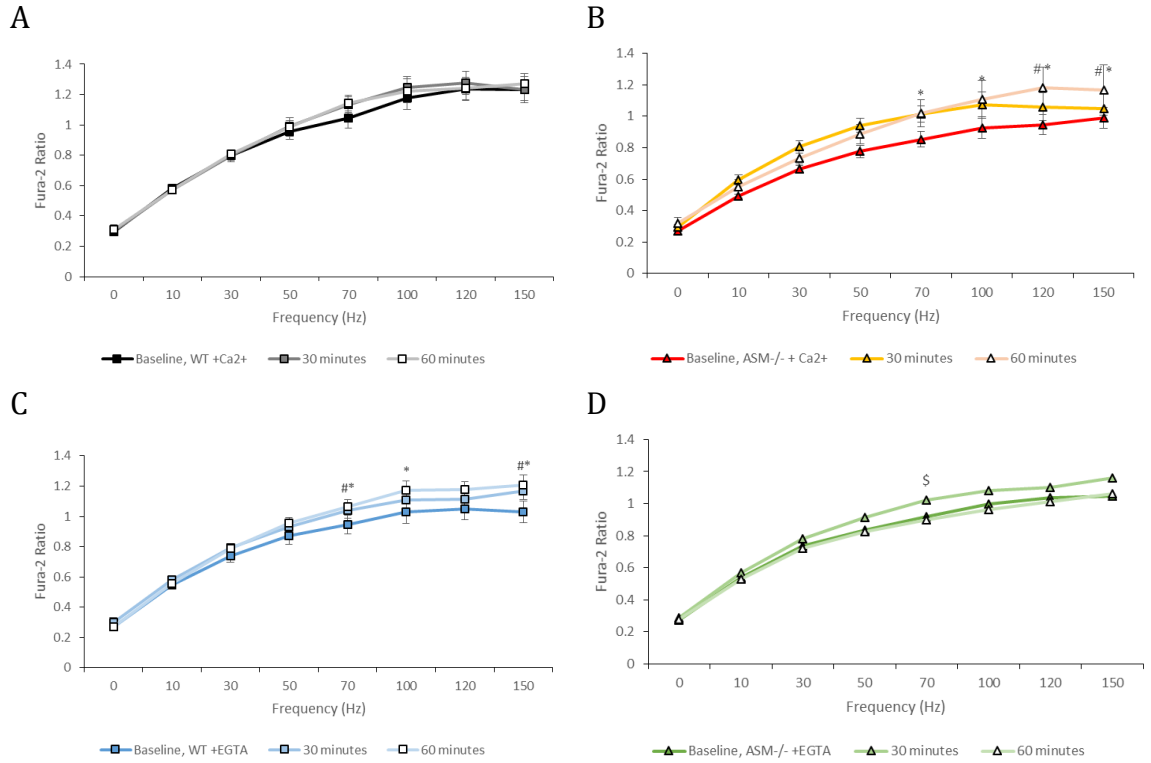 A
Fura-2 Ratio
1.4
1.2
1
0.8
0.6
0.4
0.2
0
0 10 30 50 70 100 120 150
Frequency (Hz)
Baseline, WT +Ca2+ 30 minutes 60 minutes
B
Fura-2 Ratio
1.4
1.2
1
0.8
0.6
0.4
0.2
0
* * #* #*
0 10 30 50 70 100 120 150
Frequency (Hz)
Baseline, ASM-/- + Ca2+ 30 minutes 60 minutes
C
Fura-2 Ratio
1.4
1.2
1
0.8
0.6
0.4
0.2
0
#* * #*
0 10 30 50 70 100 120 150
Frequency (Hz)
Baseline, WT +EGTA 30 minutes 60 minutes
D
Fura-2 Ratio
1.4
1.2
1
0.8
0.6
0.4
0.2
0
$
0 10 30 50 70 100 120 150
Frequency (Hz)
Baseline, ASM-/- +EGTA 30 minutes 60 minutes